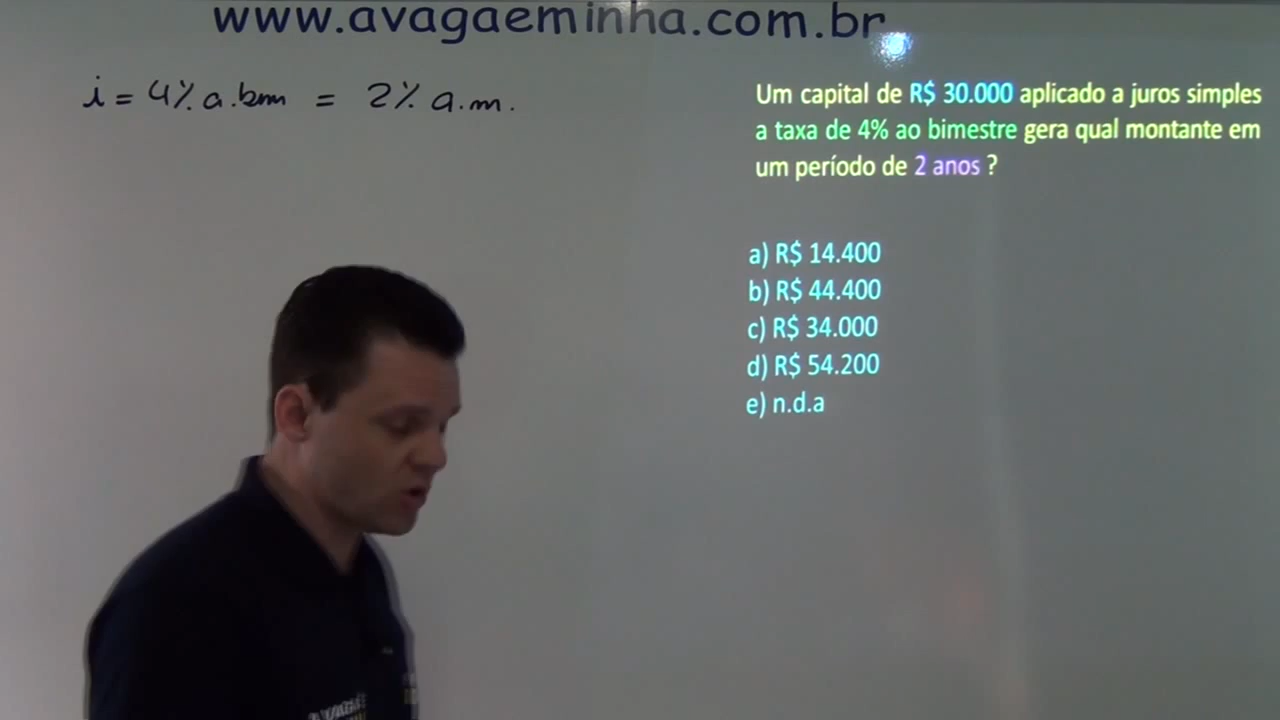 www.avagaeminha.com.br
i = 4% a.bim = 2% a.m.
Um capital de R$ 30.000 aplicado a juros simples
a taxa de 4% ao bimestre gera qual montante em
um período de 2 anos ?
a) R$ 14.400
b) R$ 44.400
c) R$ 34.000
d) R$ 54.200
e) n.d.a